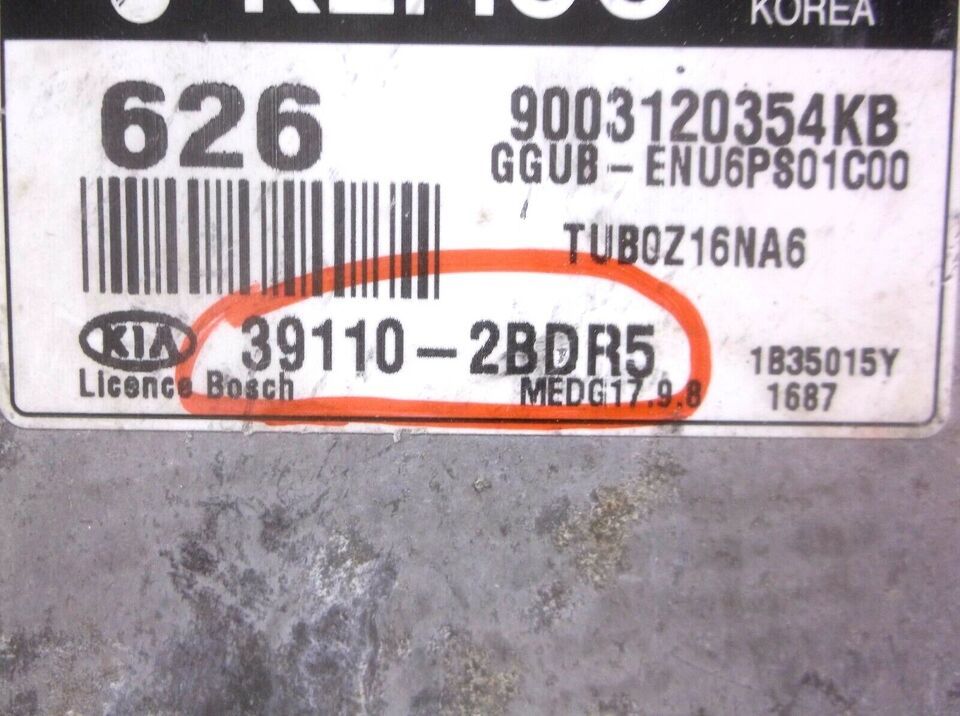 KOREA
626
9003120354KB
GGUB-ENU6PS01C00
TUB0Z16NA6
KIA
39110-2BDR5
1B35015Y
Licence Bosch
MEDG17.9.8
1687